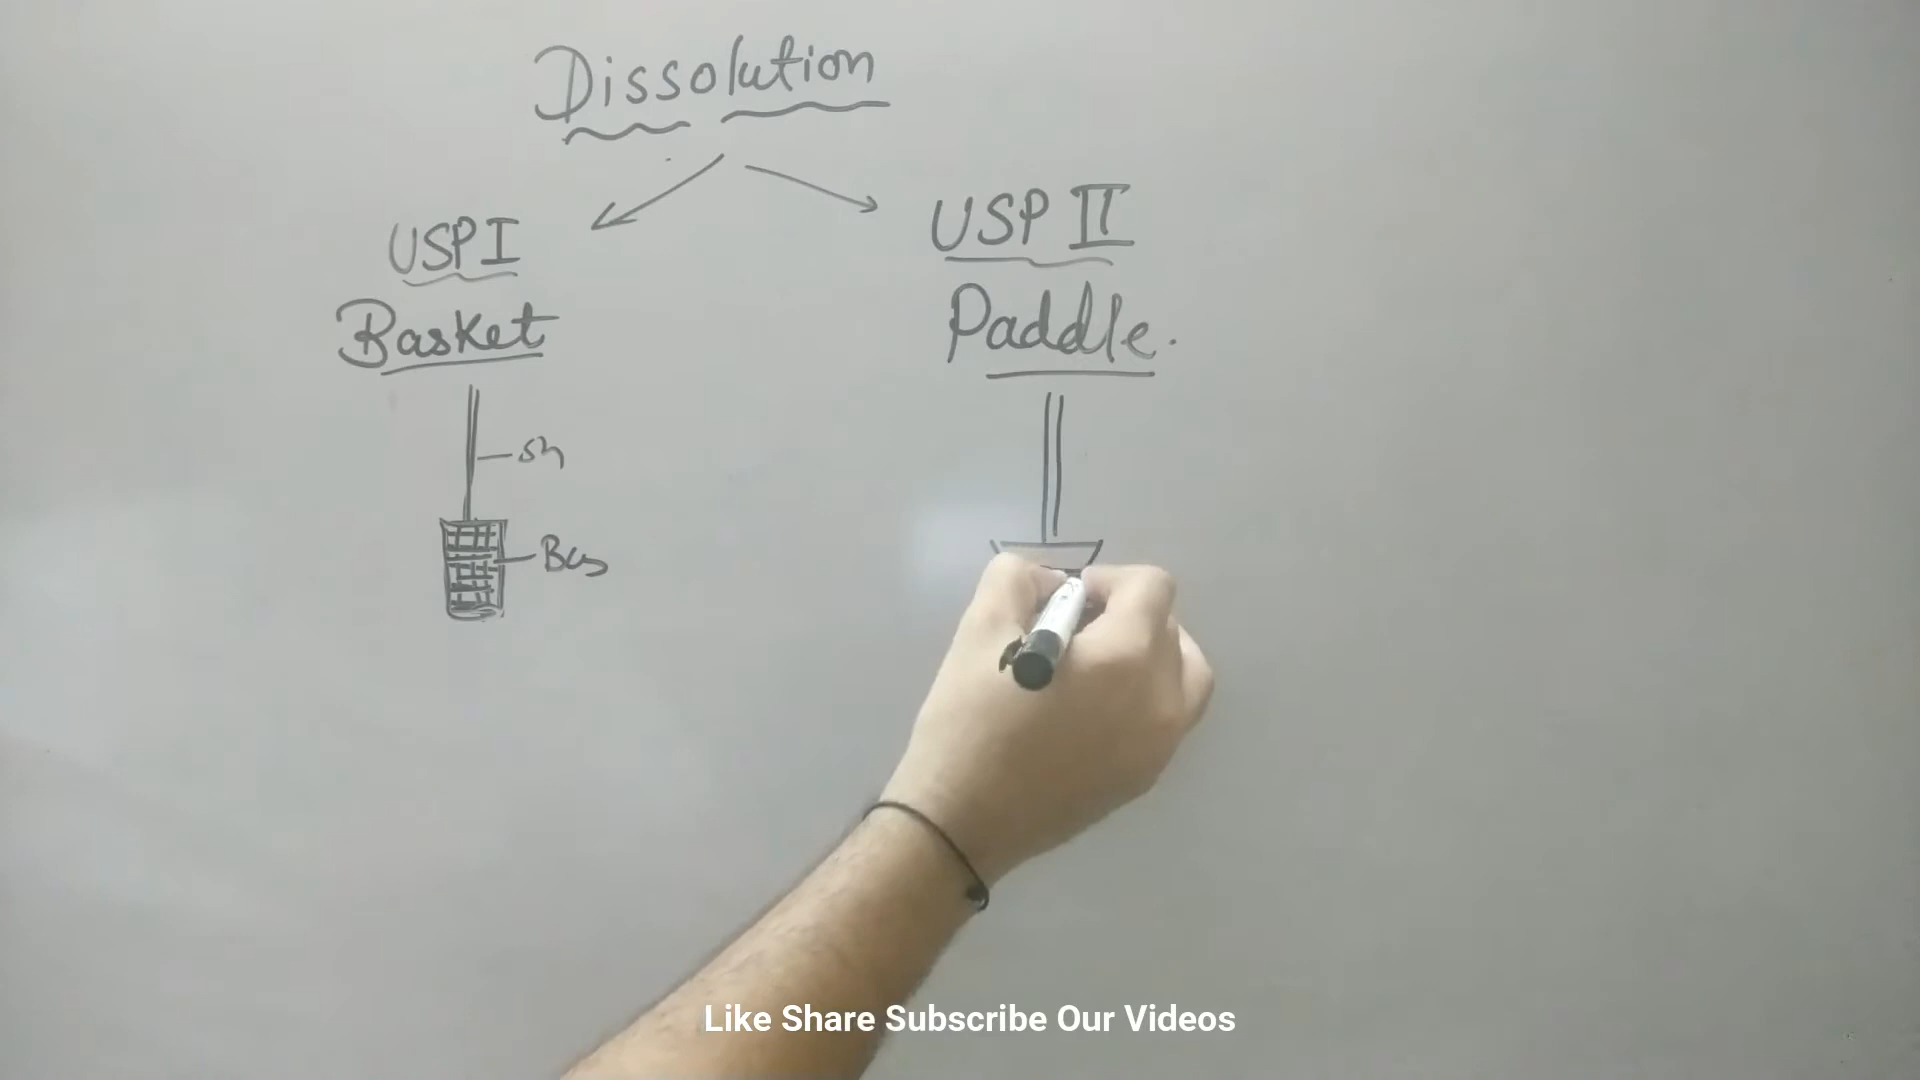 Dissolution
USP I
Basket
Sh
Bas
USP II
Paddle.
Like Share Subscribe Our Videos